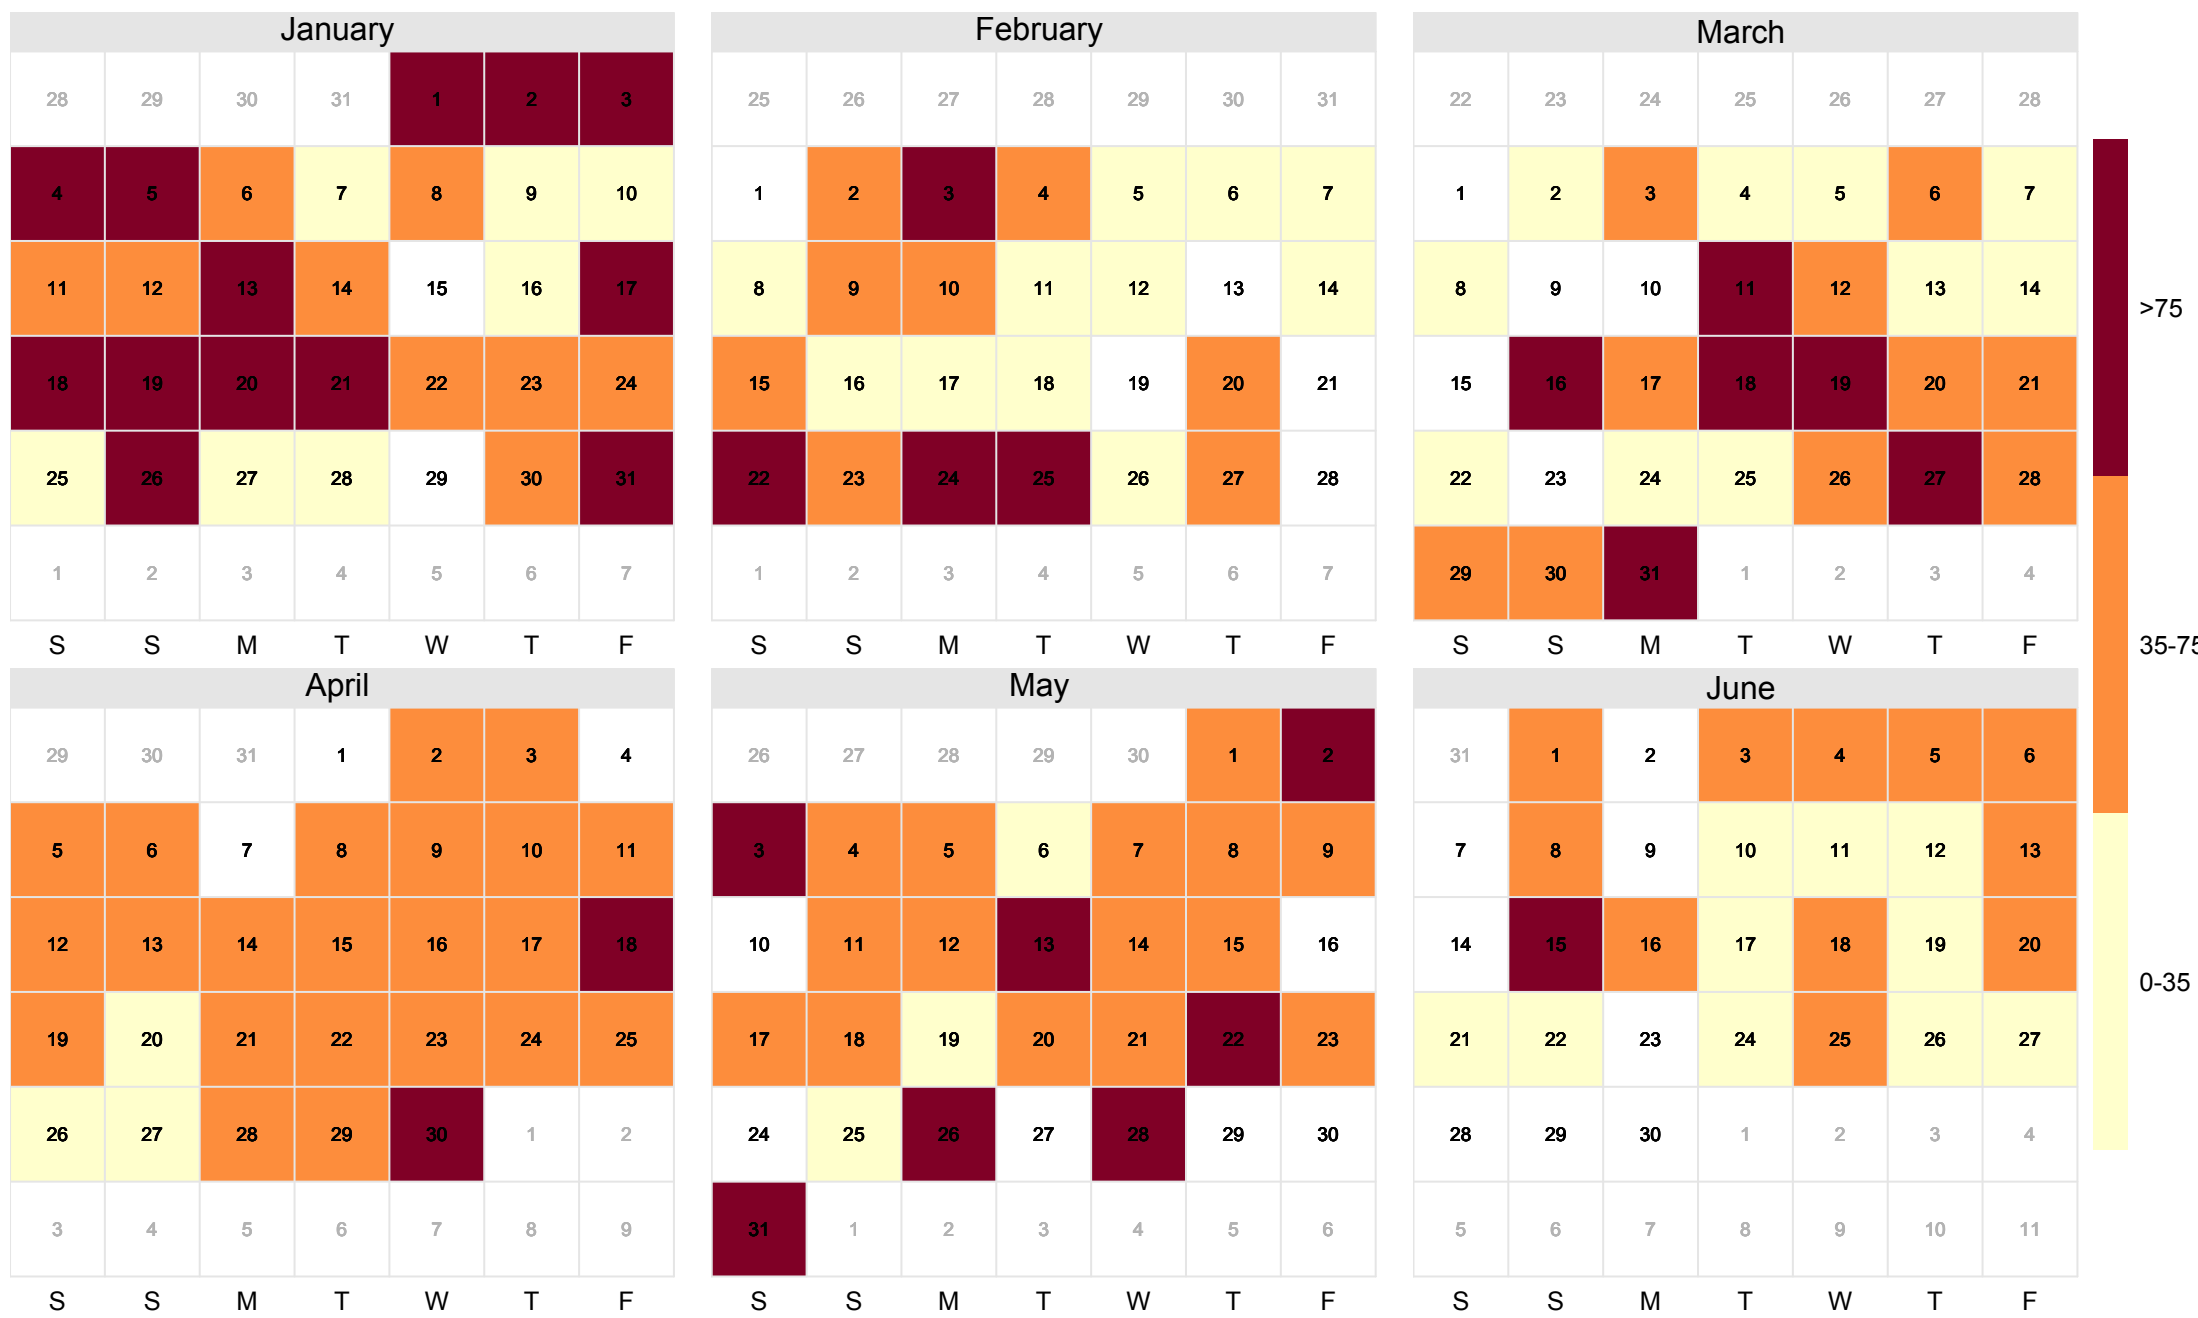 January February March
28 29 30 31 1 2 3 25 26 27 28 29 30 31 22 23 24 25 26 27 28
4 5 6 7 8 9 10 1 2 3 4 5 6 7 1 2 3 4 5 6 7
11 12 13 14 15 16 17 8 9 10 11 12 13 14 8 9 10 11 12 13 14
>75
18 19 20 21 22 23 24 15 16 17 18 19 20 21 15 16 17 18 19 20 21
25 26 27 28 29 30 31 22 23 24 25 26 27 28 22 23 24 25 26 27 28
1 2 3 4 5 6 7 1 2 3 4 5 6 7 29 30 31 1 2 3 4
S S M T W T F S S M T W T F S S M T W T F
35-75
April May June
29 30 31 1 2 3 4 26 27 28 29 30 1 2 31 1 2 3 4 5 6
5 6 7 8 9 10 11 3 4 5 6 7 8 9 7 8 9 10 11 12 13
12 13 14 15 16 17 18 10 11 12 13 14 15 16 14 15 16 17 18 19 20
0-35
19 20 21 22 23 24 25 17 18 19 20 21 22 23 21 22 23 24 25 26 27
26 27 28 29 30 1 2 24 25 26 27 28 29 30 28 29 30 1 2 3 4
3 4 5 6 7 8 9 31 1 2 3 4 5 6 5 6 7 8 9 10 11
S S M T W T F S S M T W T F S S M T W T F